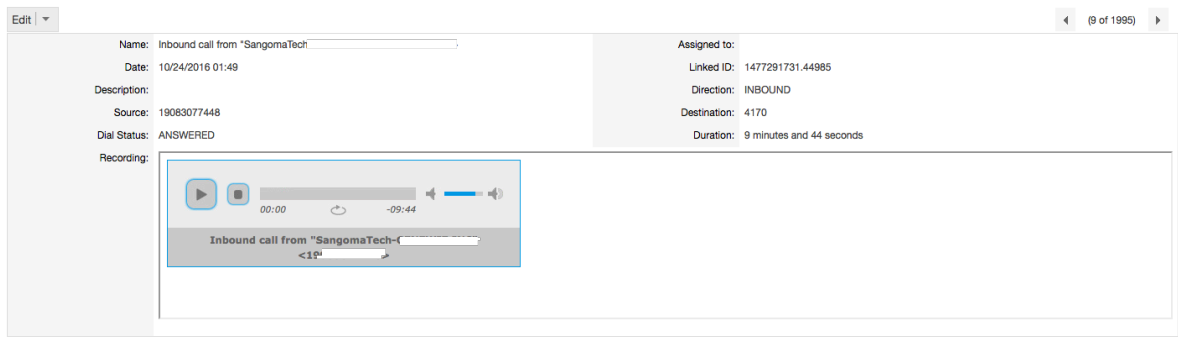 Edit
(9 of 1995)
Name: Inbound call from "SangomaTech
Assigned to:
Date: 10/24/2016 01:49
Linked ID: 1477291731.44985
Description:
Direction: INBOUND
Source: 19083077448
Destination: 4170
Dial Status: ANSWERED
Duration: 9 minutes and 44 seconds
Recording:
00:00
-09:44
Inbound call from "SangomaTech-
<19